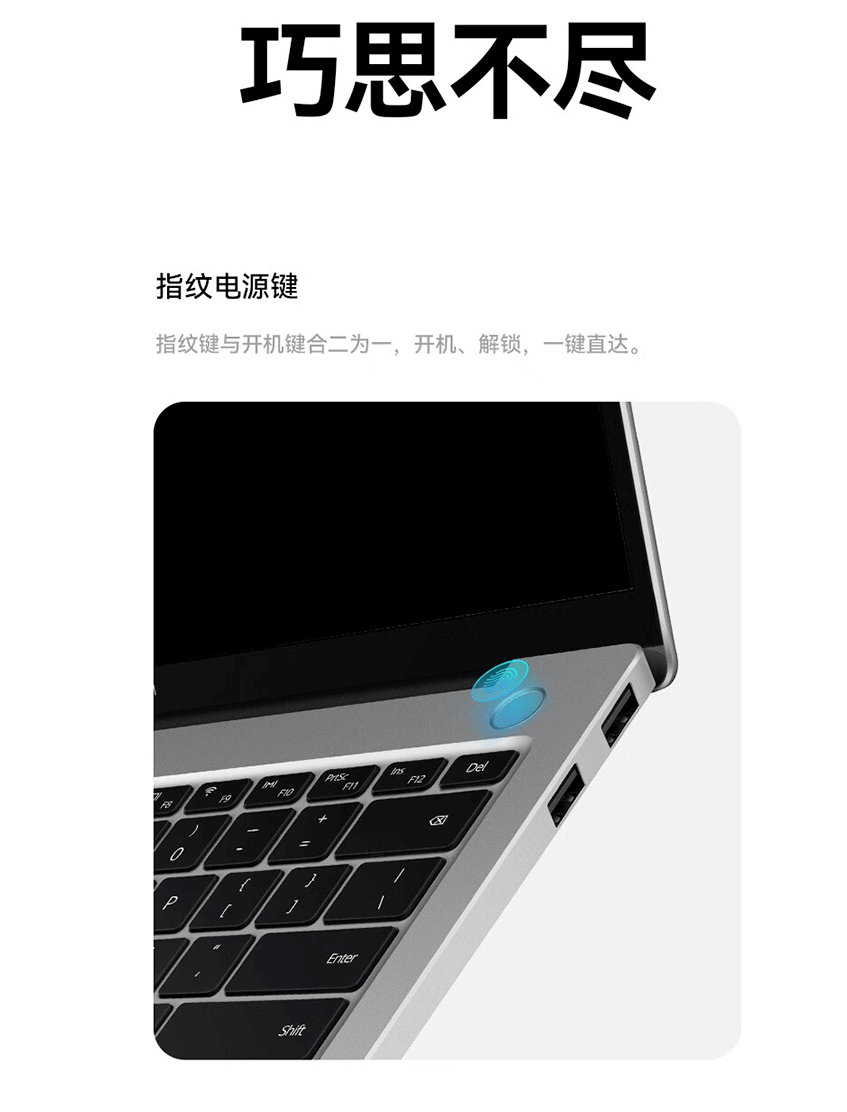 巧思不尽
指纹电源键
指纹键与开机键合二为一，开机、解锁，一键直达。
F8
F9
F10
PrtSc
F11
Ins
F12
Del
)
0
—
-
+
=
P
{
[
}
]
|
\
"
'
Enter
Shift